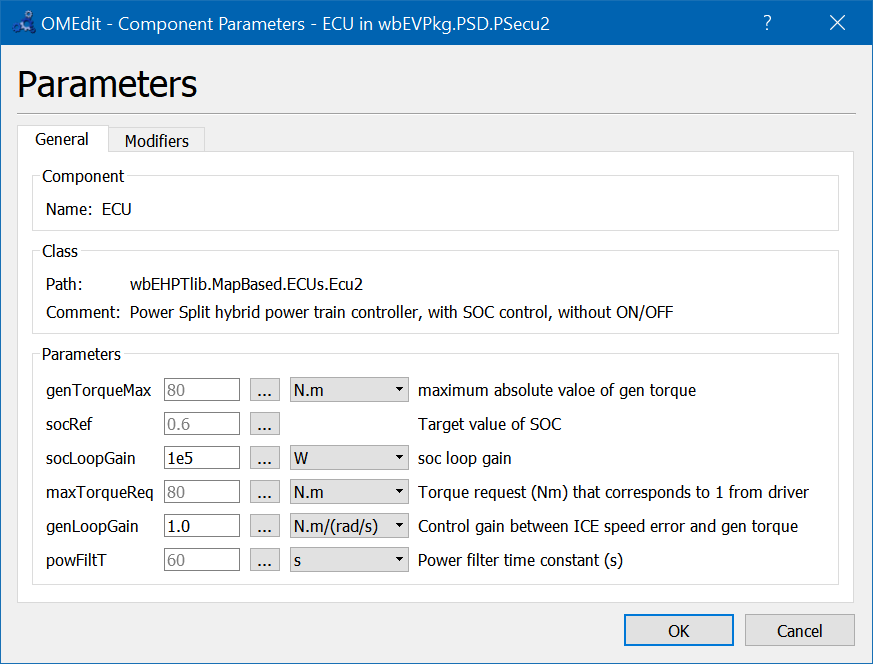 OMEdit - Component Parameters - ECU in wbEVPkg.PSD.PSecu2 ?
Parameters
General Modifiers
Component
Name: ECU
Class
Path: wbEHPTlib.MapBased.ECUs.Ecu2
Comment: Power Split hybrid power train controller, with SOC control, without ON/OFF
Parameters
genTorqueMax 80 ... N.m maximum absolute valoe of gen torque
socRef 0.6 ... Target value of SOC
socLoopGain 1e5 ... W soc loop gain
maxTorqueReq 80 ... N.m Torque request (Nm) that corresponds to 1 from driver
genLoopGain 1.0 ... N.m/(rad/s) Control gain between ICE speed error and gen torque
powFiltT 60 ... s Power filter time constant (s)
OK Cancel